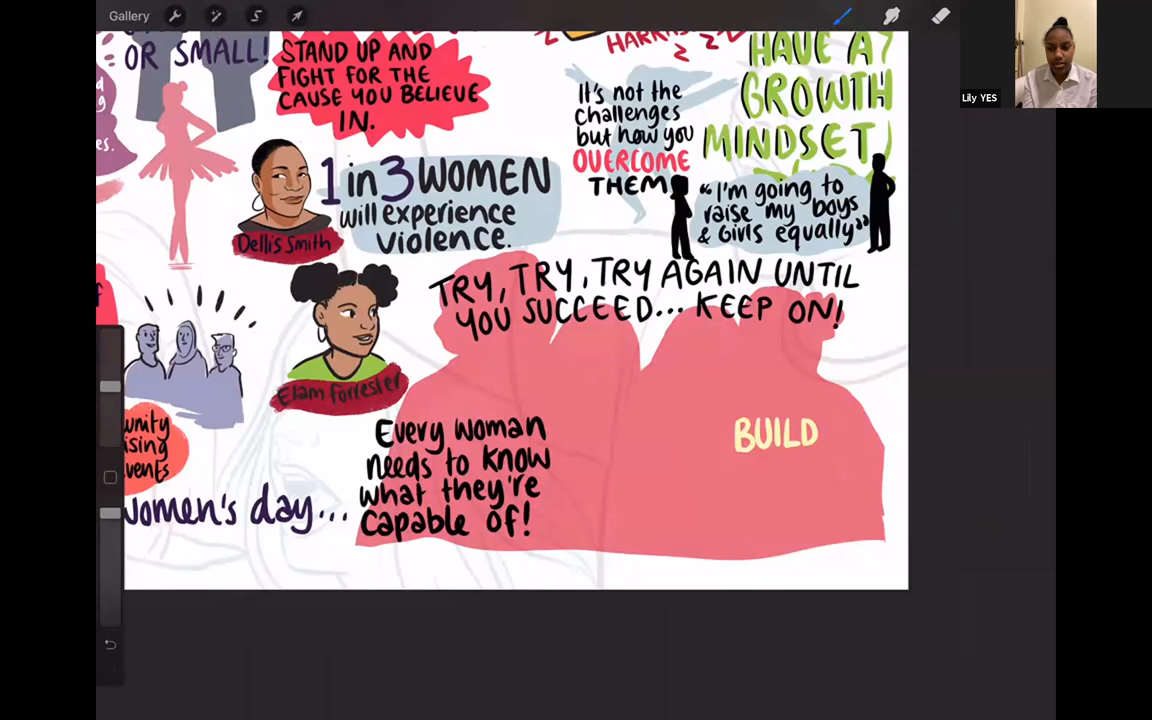 Gallery
Lily YES
OR SMALL!
STAND UP AND
FIGHT FOR THE
CAUSE YOU BELIEVE
IN.
HAVE A
GROWTH
MINDSET
It's not the
challenges
but how you
OVERCOME
THEM
1 in 3 WOMEN
will experience
violence.
Dellis Smith
"I'm going to
raise my boys
& Girls equally"
TRY, TRY, TRY AGAIN UNTIL
YOU SUCCEED... KEEP ON!
Elam Forrester
BUILD
Every woman
needs to know
what they're
capable of!
women's day...